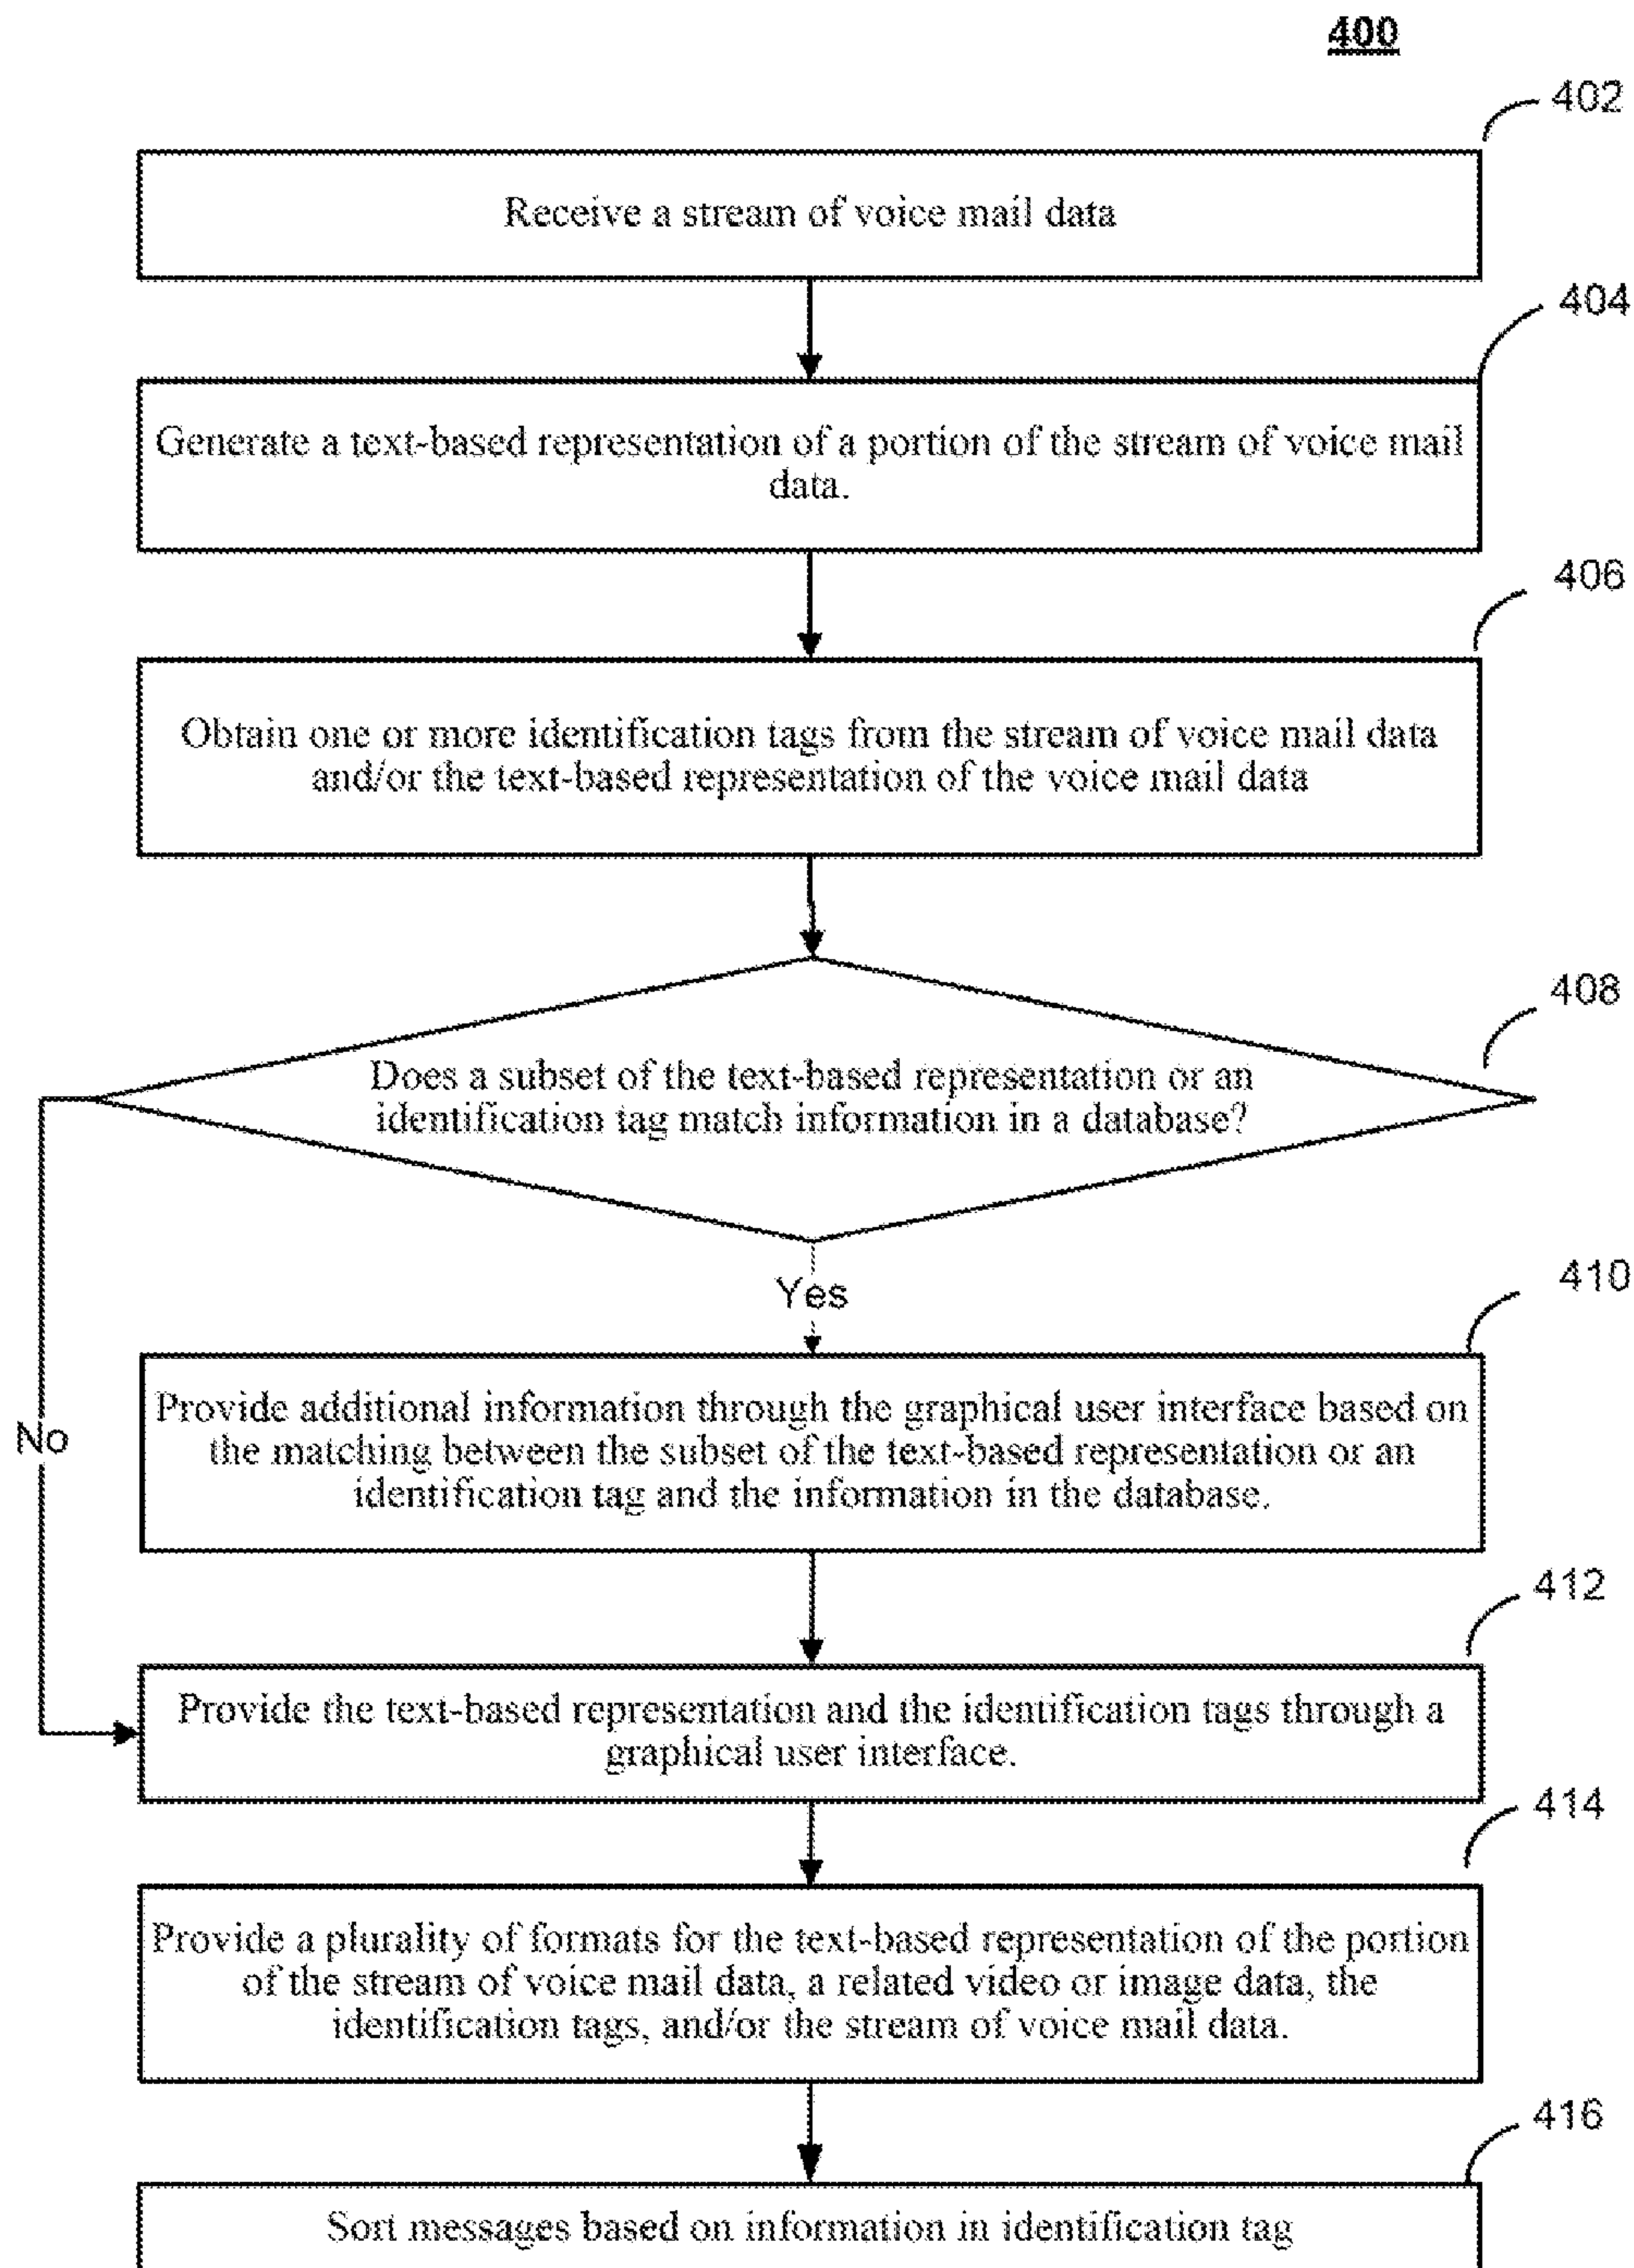 400
402
Receive a stream of voice mail data
404
Generate a text-based representation of a portion of the stream of voice mail
data.
406
Obtain one or more identification tags from the stream of voice mail data
and/or the text-based representation of the voice mail data
408
Does a subset of the text-based representation or an
identification tag match information in a database?
Yes
410
Provide additional information through the graphical user interface based on
the matching between the subset of the text-based representation or an
identification tag and the information in the database.
No
412
Provide the text-based representation and the identification tags through a
graphical user interface.
414
Provide a plurality of formats for the text-based representation of the portion
of the stream of voice mail data, a related video or image data, the
identification tags, and/or the stream of voice mail data.
416
Sort messages based on information in identification tag